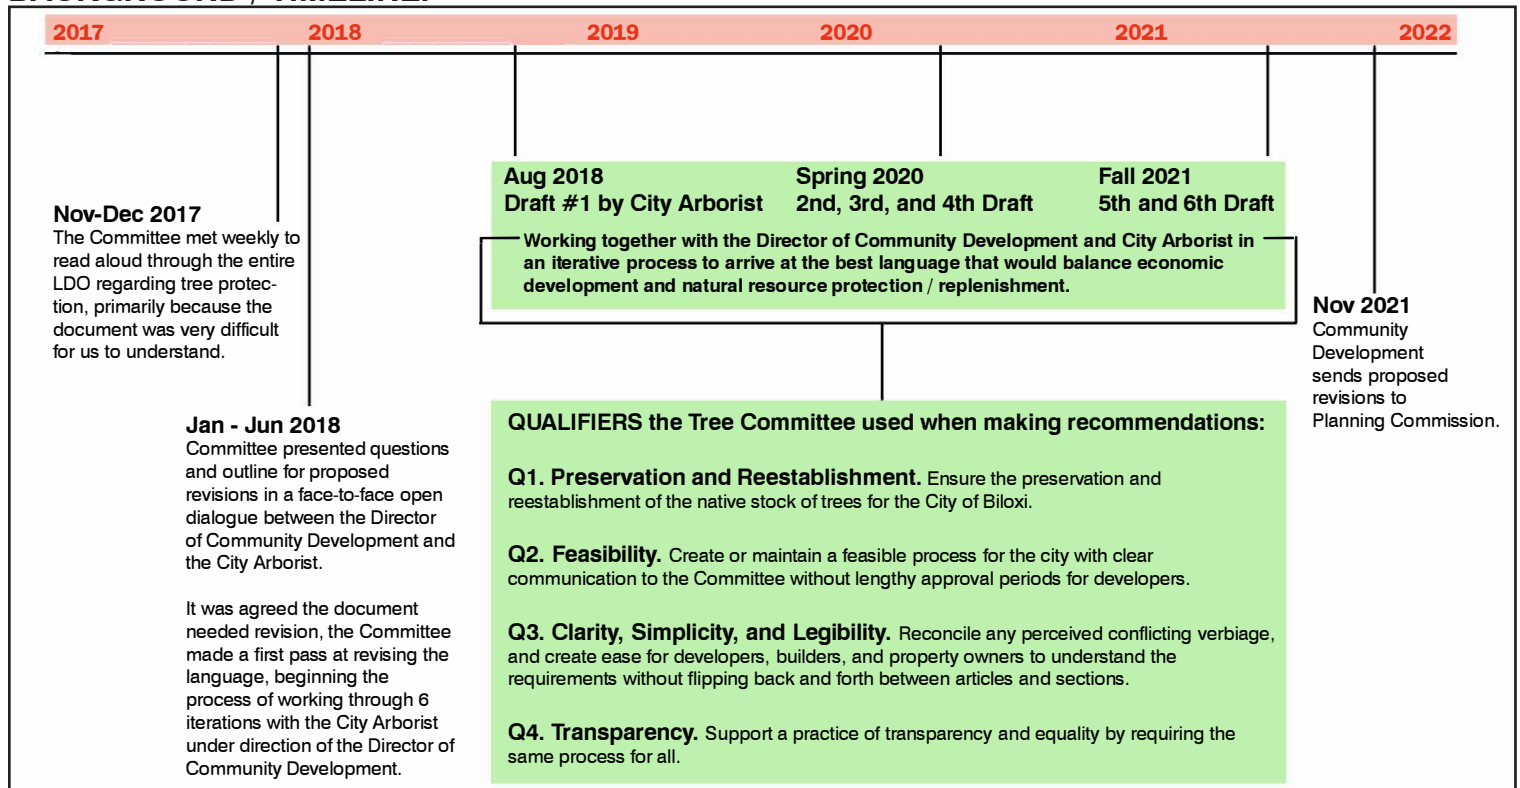 BACKGROUND / TIMELINE:
2017 2018 2019 2020 2021 2022
Nov-Dec 2017
The Committee met weekly to
read aloud through the entire
LDO regarding tree protec-
tion, primarily because the
document was very difficult
for us to understand.
Jan - Jun 2018
Committee presented questions
and outline for proposed
revisions in a face-to-face open
dialogue between the Director
of Community Development and
the City Arborist.
It was agreed the document
needed revision, the Committee
made a first pass at revising the
language, beginning the
process of working through 6
iterations with the City Arborist
under direction of the Director of
Community Development.
Aug 2018
Draft #1 by City Arborist
Spring 2020
2nd, 3rd, and 4th Draft
Fall 2021
5th and 6th Draft
Working together with the Director of Community Development and City Arborist in
an iterative process to arrive at the best language that would balance economic
development and natural resource protection / replenishment.
QUALIFIERS the Tree Committee used when making recommendations:
Q1. Preservation and Reestablishment. Ensure the preservation and
reestablishment of the native stock of trees for the City of Biloxi.
Q2. Feasibility. Create or maintain a feasible process for the city with clear
communication to the Committee without lengthy approval periods for developers.
Q3. Clarity, Simplicity, and Legibility. Reconcile any perceived conflicting verbiage,
and create ease for developers, builders, and property owners to understand the
requirements without flipping back and forth between articles and sections.
Q4. Transparency. Support a practice of transparency and equality by requiring the
same process for all.
Nov 2021
Community
Development
sends proposed
revisions to
Planning Commission.